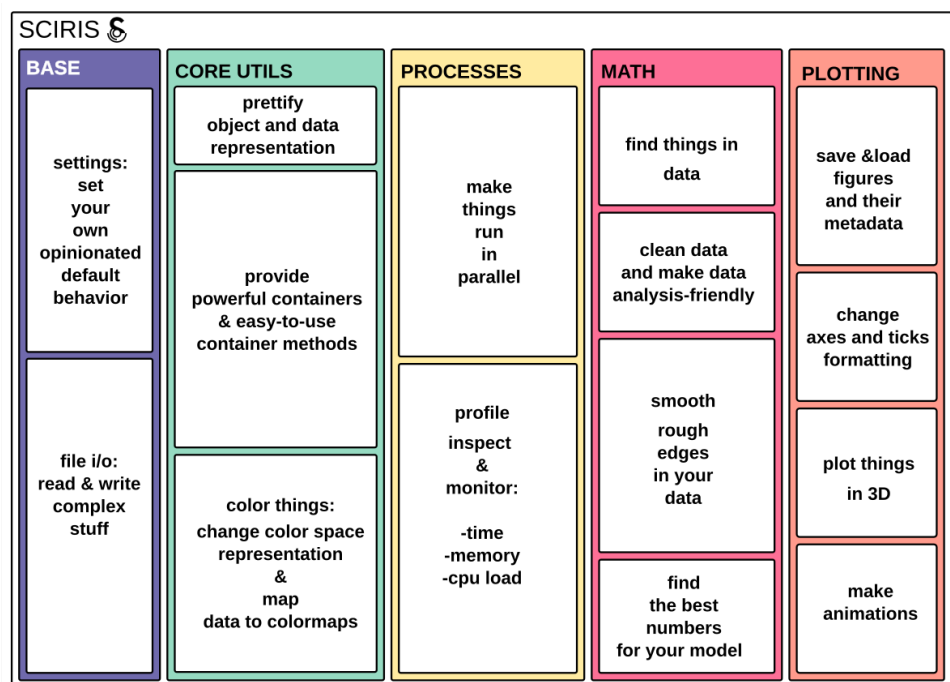 SCIRIS
BASE
settings:
set
your
own
opinionated
default
behavior
file i/o:
read & write
complex
stuff
CORE UTILS
prettify
object and data
representation
provide
powerful containers
& easy-to-use
container methods
color things:
change color space
representation
&
map
data to colormaps
PROCESSES
make
things
run
in
parallel
profile
inspect
&
monitor:
-time
-memory
-cpu load
MATH
find things in
data
clean data
and make data
analysis-friendly
smooth
rough
edges
in your
data
find
the best
numbers
for your model
PLOTTING
save &load
figures
and their
metadata
change
axes and ticks
formatting
plot things
in 3D
make
animations